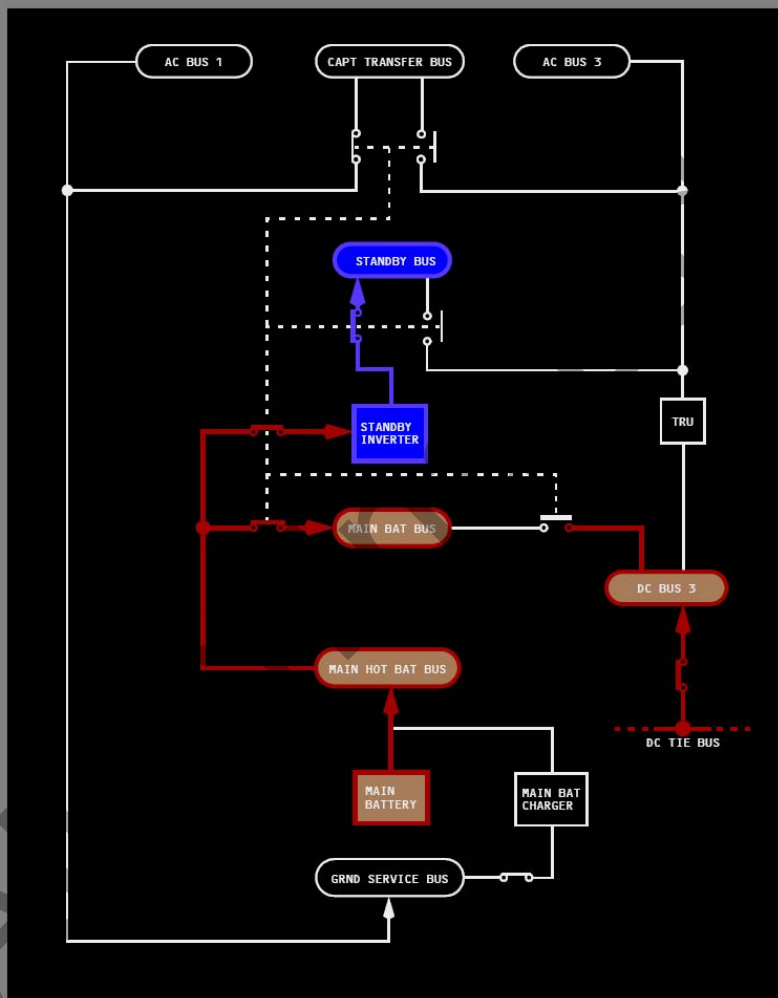 AC BUS 1
CAPT TRANSFER BUS
AC BUS 3
STANDBY BUS
STANDBY
INVERTER
TRU
MAIN BAT BUS
DC BUS 3
MAIN HOT BAT BUS
DC TIE BUS
MAIN
BATTERY
MAIN BAT
CHARGER
GRND SERVICE BUS